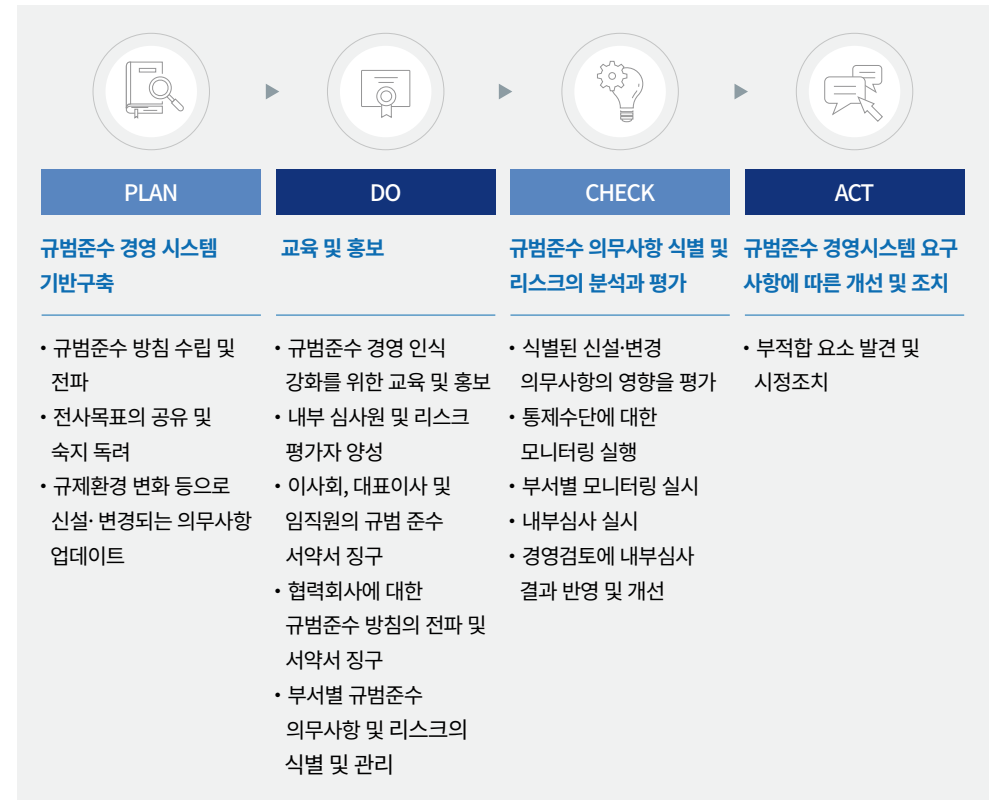 PLAN
규범준수 경영 시스템
기반구축
• 규범준수 방침 수립 및
전파
• 전사목표의 공유 및
숙지 독려
• 규제환경 변화 등으로
신설· 변경되는 의무사항
업데이트
DO
교육 및 홍보
• 규범준수 경영 인식
강화를 위한 교육 및 홍보
• 내부 심사원 및 리스크
평가자 양성
• 이사회, 대표이사 및
임직원의 규범 준수
서약서 징구
• 협력회사에 대한
규범준수 방침의 전파 및
서약서 징구
• 부서별 규범준수
의무사항 및 리스크의
식별 및 관리
CHECK
규범준수 의무사항 식별 및
리스크의 분석과 평가
• 식별된 신설·변경
의무사항의 영향을 평가
• 통제수단에 대한
모니터링 실행
• 부서별 모니터링 실시
• 내부심사 실시
• 경영검토에 내부심사
결과 반영 및 개선
ACT
규범준수 경영시스템 요구
사항에 따른 개선 및 조치
• 부적합 요소 발견 및
시정조치